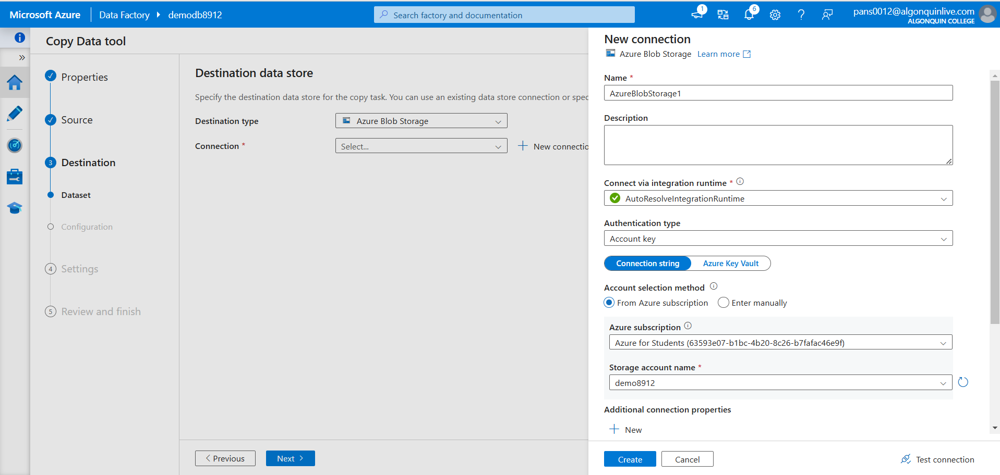 Microsoft Azure
Data Factory
demodb8912
Search factory and documentation
1
6
pans0012@algonquinlive.com
ALGONQUIN COLLEGE
Copy Data tool
Properties
Source
3
Destination
Dataset
Configuration
4
Settings
5
Review and finish
Destination data store
Specify the destination data store for the copy task. You can use an existing data store connection or spec
Destination type
Azure Blob Storage
Connection *
Select...
New connectio
Previous
Next
New connection
Azure Blob Storage Learn more
Name *
AzureBlobStorage1
Description
Connect via integration runtime *
AutoResolveIntegrationRuntime
Authentication type
Account key
Connection string
Azure Key Vault
Account selection method
From Azure subscription
Enter manually
Azure subscription
Azure for Students (63593e07-b1bc-4b20-8c26-b7fafac46e9f)
Storage account name *
demo8912
Additional connection properties
New
Create
Cancel
Test connection